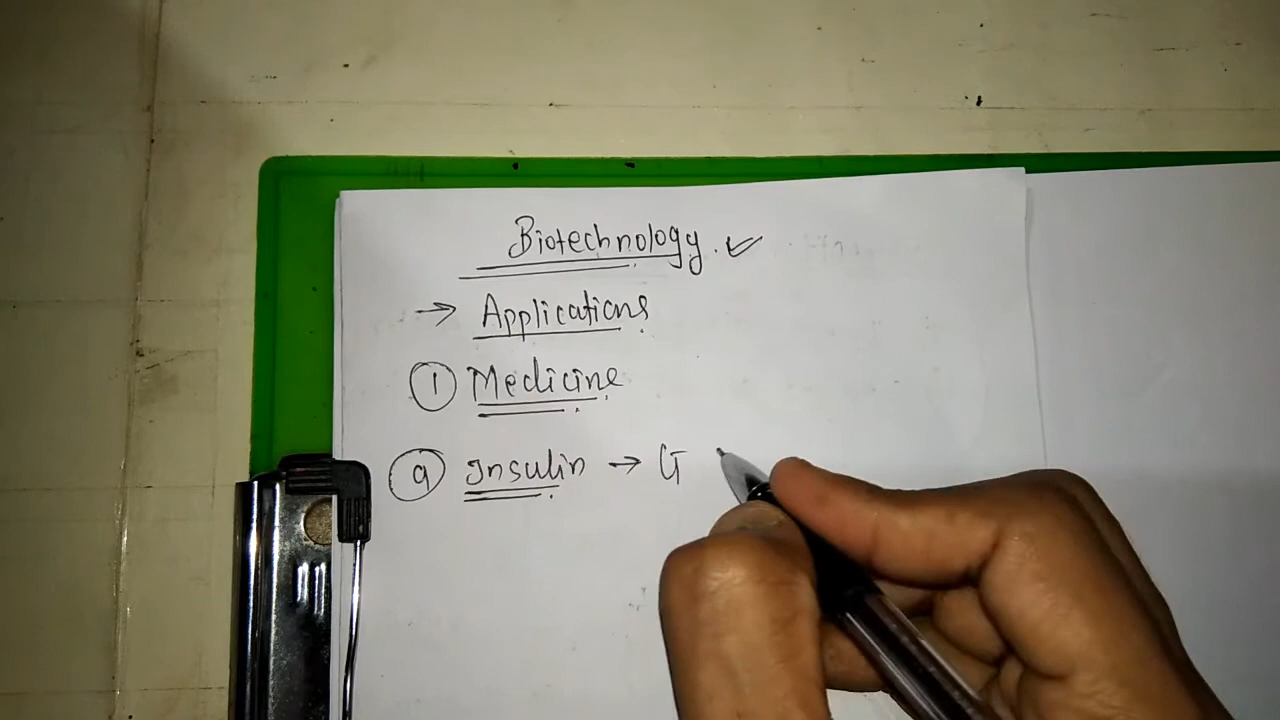 Biotechnology.
→ Applications
① Medicine
ⓐ Insulin → G